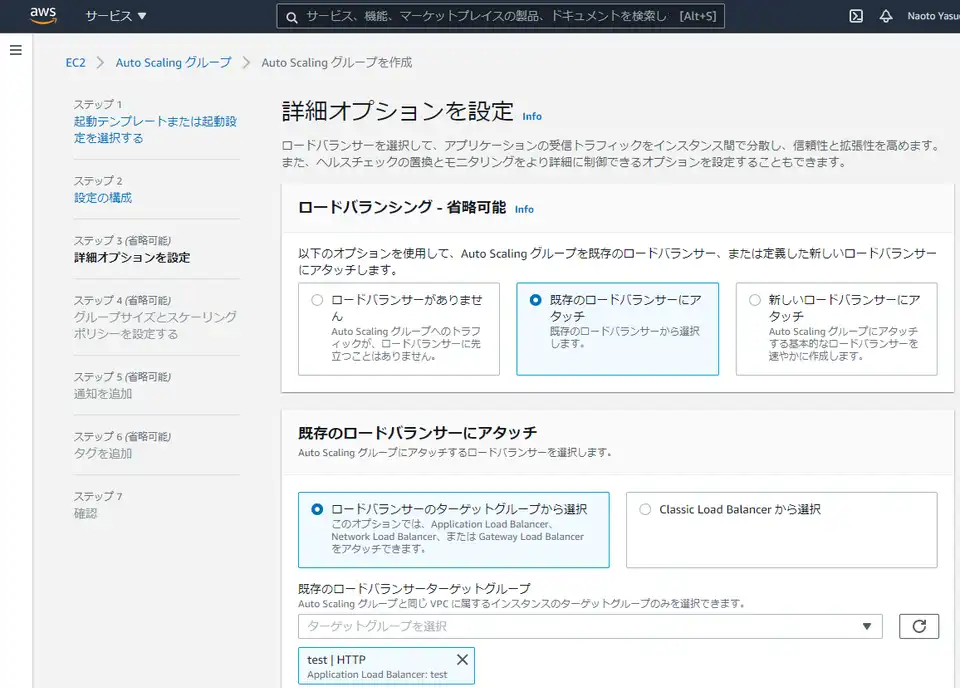 aws
サービス ▼
サービス、機能、マーケットプレイスの製品、ドキュメントを検索し [Alt+S]
Naoto Yasu
EC2 > Auto Scaling グループ > Auto Scaling グループを作成
ステップ 1
起動テンプレートまたは起動設
定を選択する
ステップ 2
設定の構成
ステップ 3 (省略可能)
詳細オプションを設定
ステップ 4 (省略可能)
グループサイズとスケーリング
ポリシーを設定する
ステップ 5 (省略可能)
通知を追加
ステップ 6 (省略可能)
タグを追加
ステップ 7
確認
詳細オプションを設定 Info
ロードバランサーを選択して、アプリケーションの受信トラフィックをインスタンス間で分散し、信頼性と拡張性を高めます。
また、ヘルスチェックの置換とモニタリングをより詳細に制御できるオプションを設定することもできます。
ロードバランシング - 省略可能 Info
以下のオプションを使用して、Auto Scaling グループを既存のロードバランサー、または定義した新しいロードバランサー
にアタッチします。
ロードバランサーがありませ
ん
Auto Scaling グループへのトラフ
ィックが、ロードバランサーに先
立つことはありません。
既存のロードバランサーにア
タッチ
既存のロードバランサーから選択
します。
新しいロードバランサーにア
タッチ
Auto Scaling グループにアタッチ
する基本的なロードバランサーを
速やかに作成します。
既存のロードバランサーにアタッチ
Auto Scaling グループにアタッチするロードバランサーを選択します。
ロードバランサーのターゲットグループから選択
このオプションでは、Application Load Balancer、
Network Load Balancer、または Gateway Load Balancer
をアタッチできます。
Classic Load Balancer から選択
既存のロードバランサーターゲットグループ
Auto Scaling グループと同じ VPC に属するインスタンスのターゲットグループのみを選択できます。
ターゲットグループを選択
test | HTTP
Application Load Balancer: test